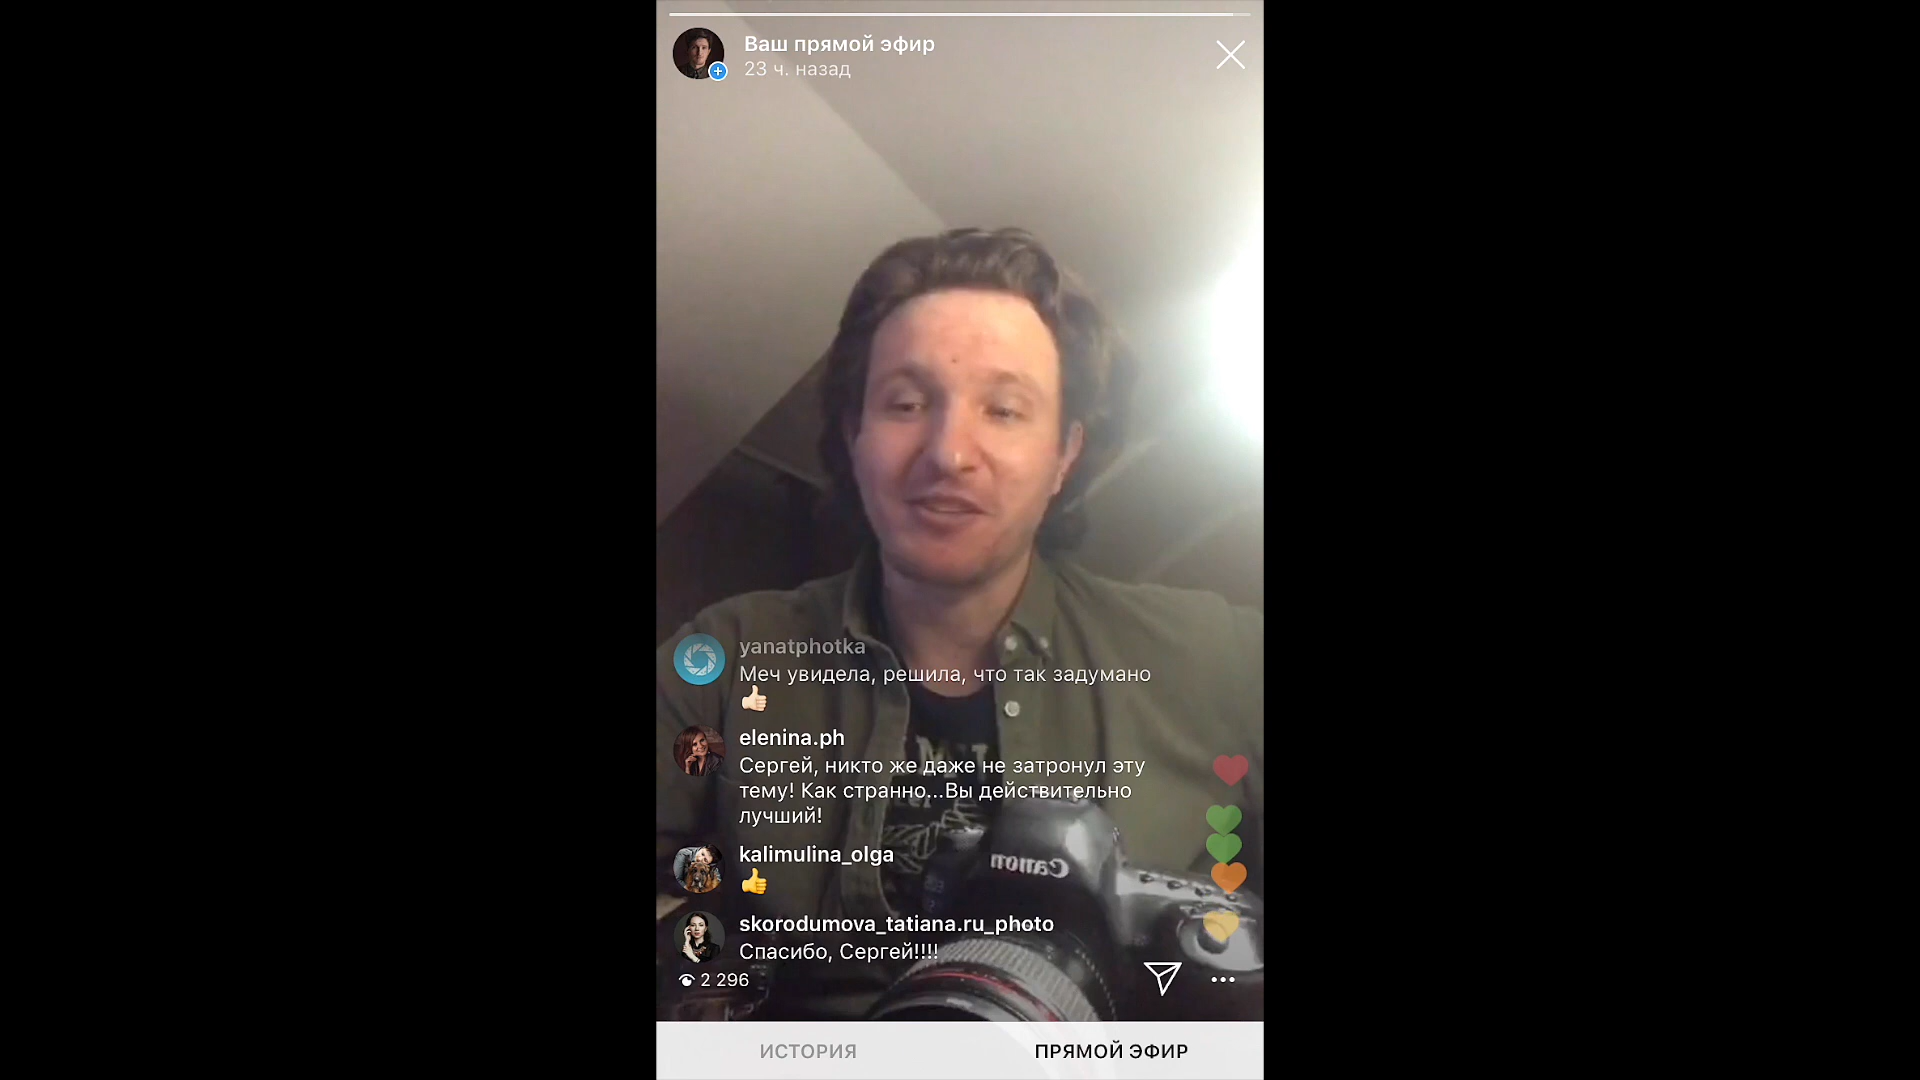 Ваш прямой эфир
23 ч. назад
yanatphotka
Меч увидела, решила, что так задумано
👍🏻
elenina.ph
Сергей, никто же даже не затронул эту
тему! Как странно...Вы действительно
лучший!
kalimulina_olga
👍
Canon
skorodumova_tatiana.ru_photo
Спасибо, Сергей!!!!
2 296
ИСТОРИЯ
ПРЯМОЙ ЭФИР